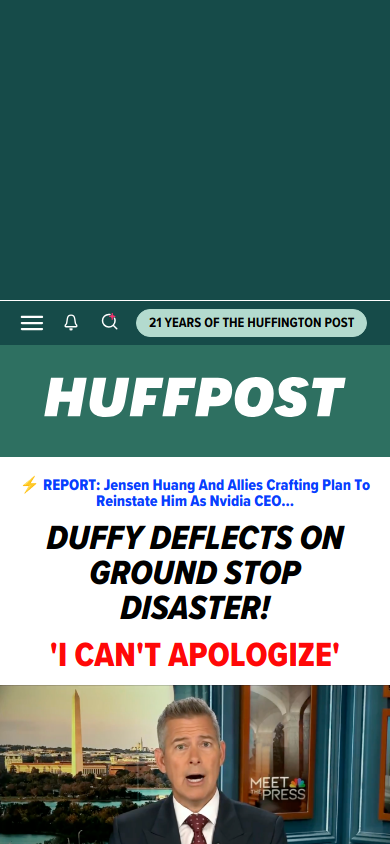 21 YEARS OF THE HUFFINGTON POST
HUFFPOST
⚡ REPORT: Jensen Huang And Allies Crafting Plan To
Reinstate Him As Nvidia CEO...
DUFFY DEFLECTS ON
GROUND STOP
DISASTER!
'I CAN'T APOLOGIZE'
MEET
THE PRESS